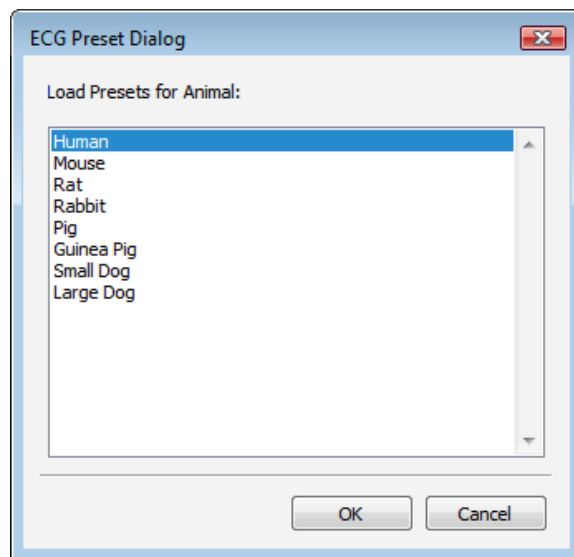 ECG Preset Dialog
Load Presets for Animal:
Human
Mouse
Rat
Rabbit
Pig
Guinea Pig
Small Dog
Large Dog
OK
Cancel